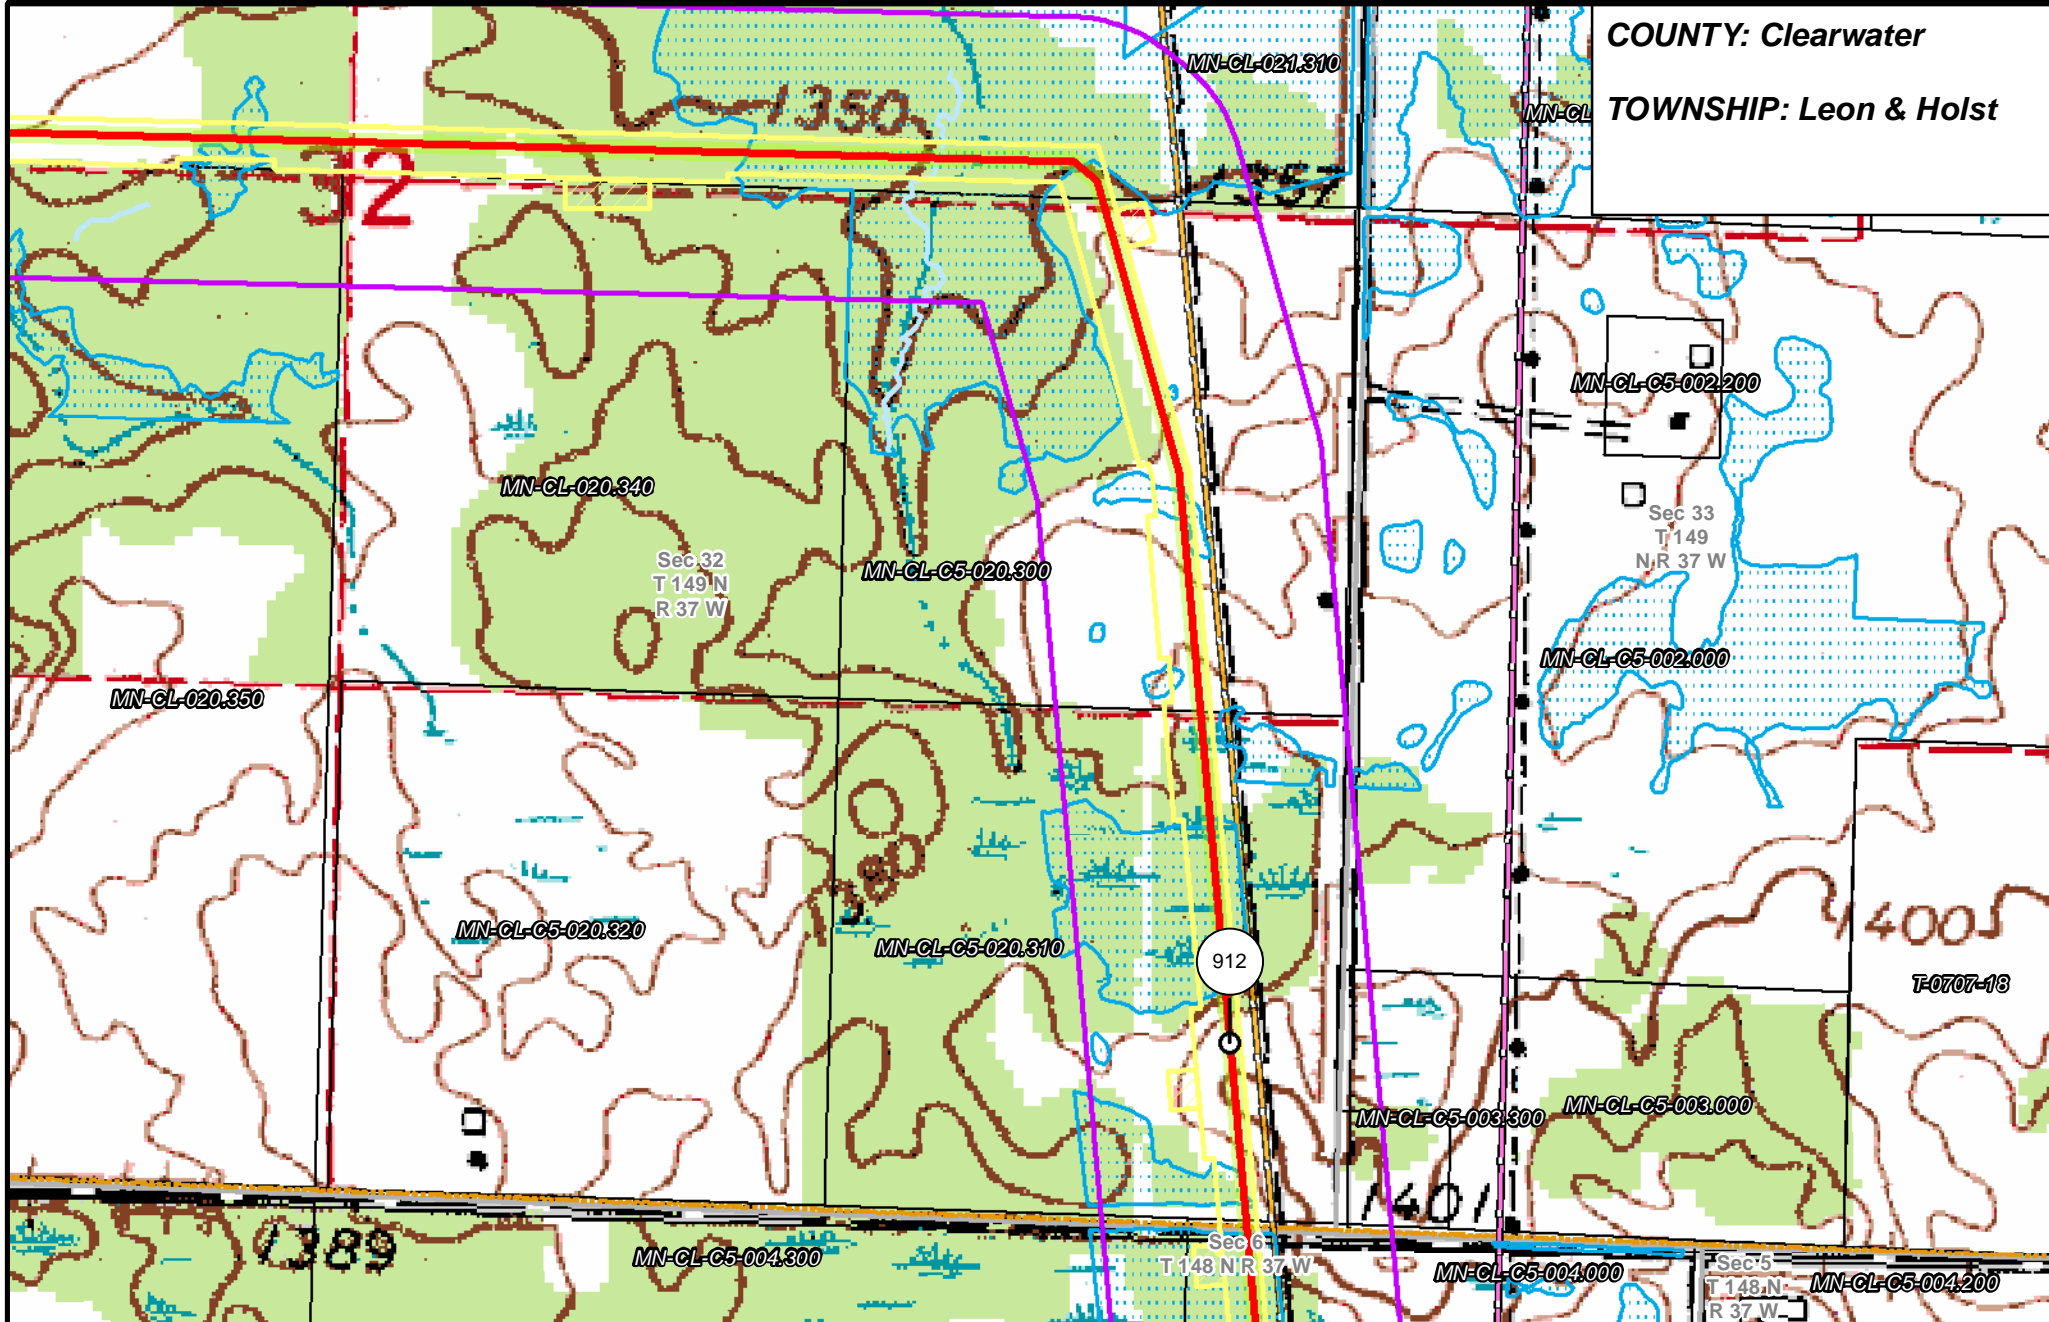 COUNTY: Clearwater
TOWNSHIP: Leon & Holst
MN-CL-021.310
MN-CL
1350
1357
32
MN-CL-C5-002.200
MN-CL-020.340
Sec 33
T 149
N R 37 W
Sec 32
T 149 N
R 37 W
MN-CL-C5-020.300
MN-CL-C5-002.000
MN-CL-020.350
1380
MN-CL-C5-020.320
MN-CL-C5-020.310
912
1400
T-0707-18
MN-CL-C5-003.300
MN-CL-C5-003.000
1401
1389
MN-CL-C5-004.300
Sec 6
T 148 N R 37 W
MN-CL-C5-004.000
Sec 5
T 148 N
R 37 W
MN-CL-C5-004.200